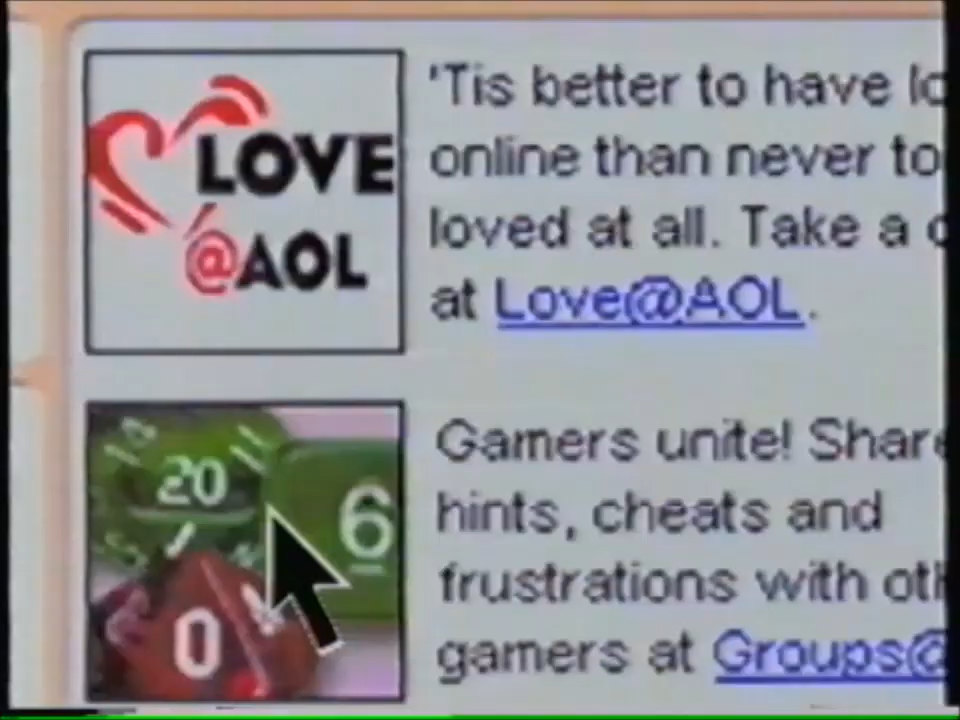 LOVE
@AOL
'Tis better to have lo
online than never to
loved at all. Take a
at Love@AOL.
20
6
0
Gamers unite! Share
hints, cheats and
frustrations with oth
gamers at Groups@